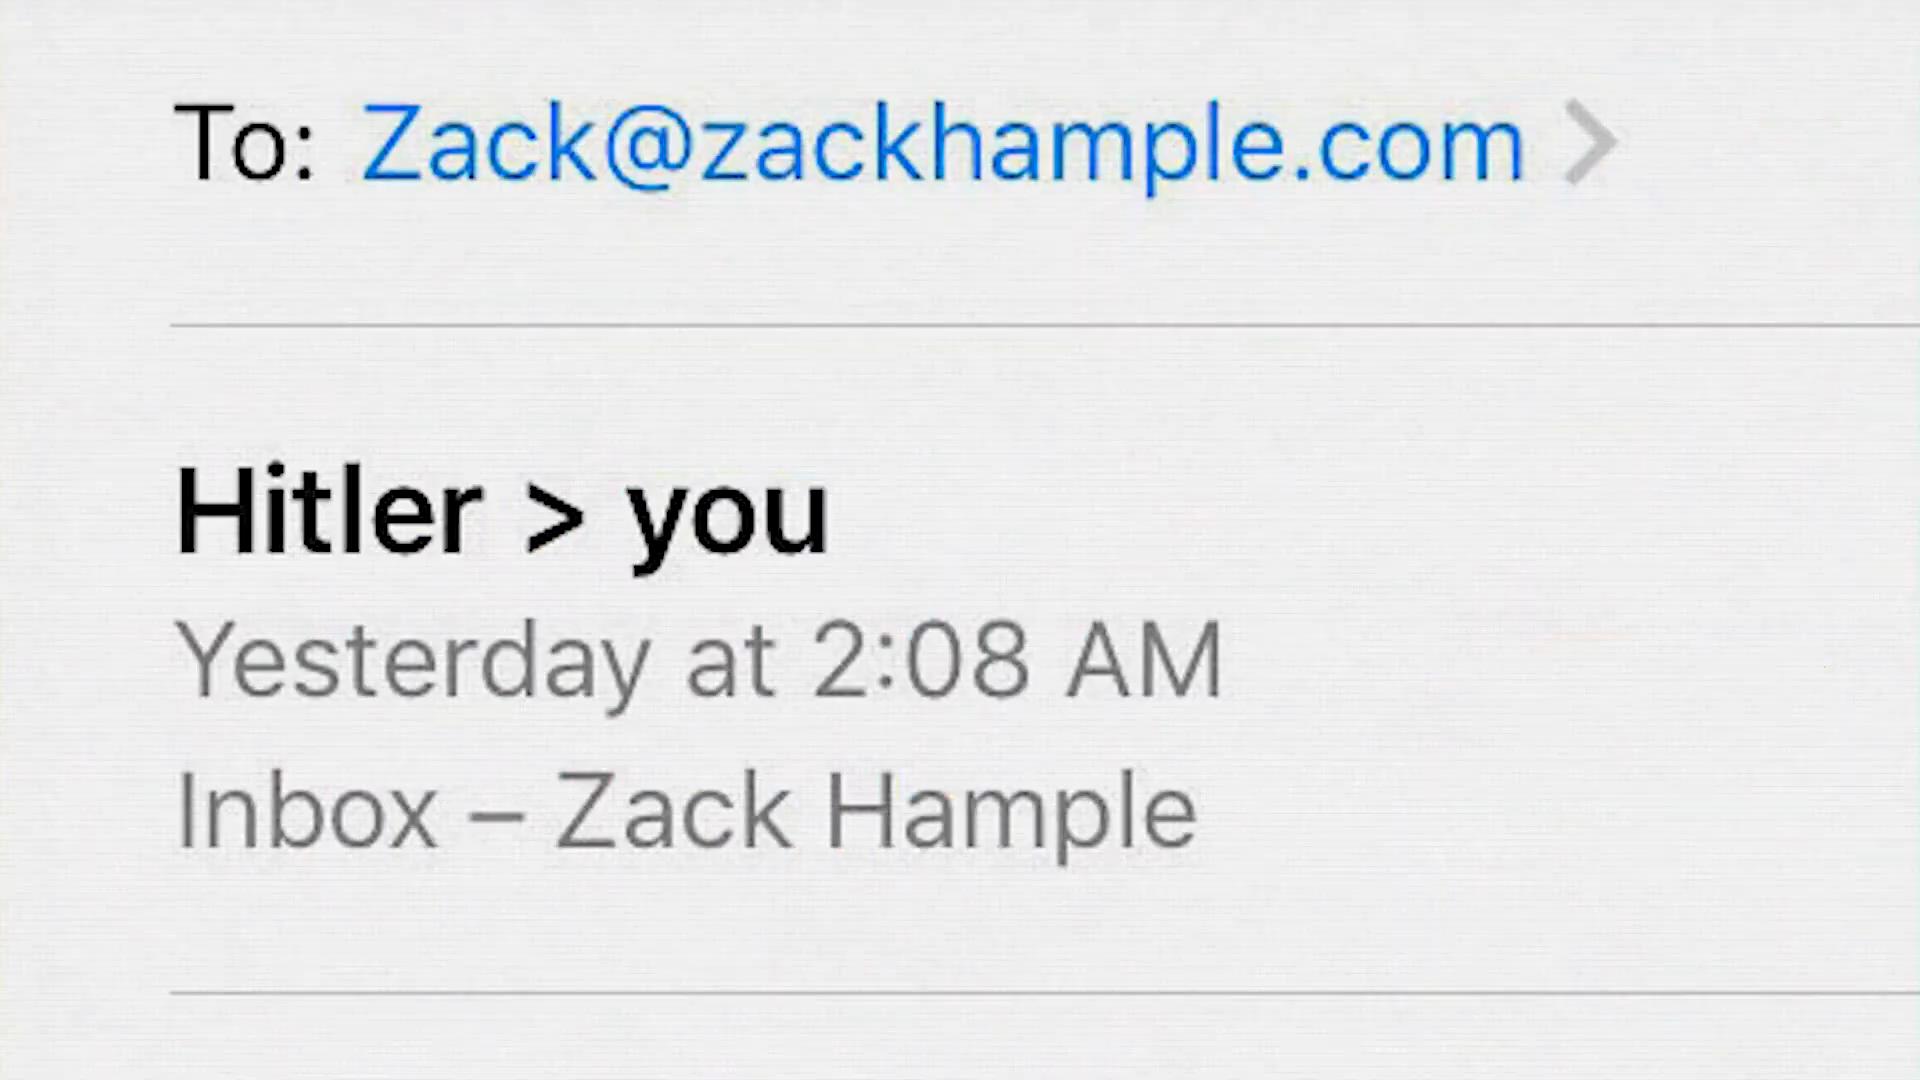 To: Zack@zackhample.com >
Hitler > you
Yesterday at 2:08 AM
Inbox – Zack Hample